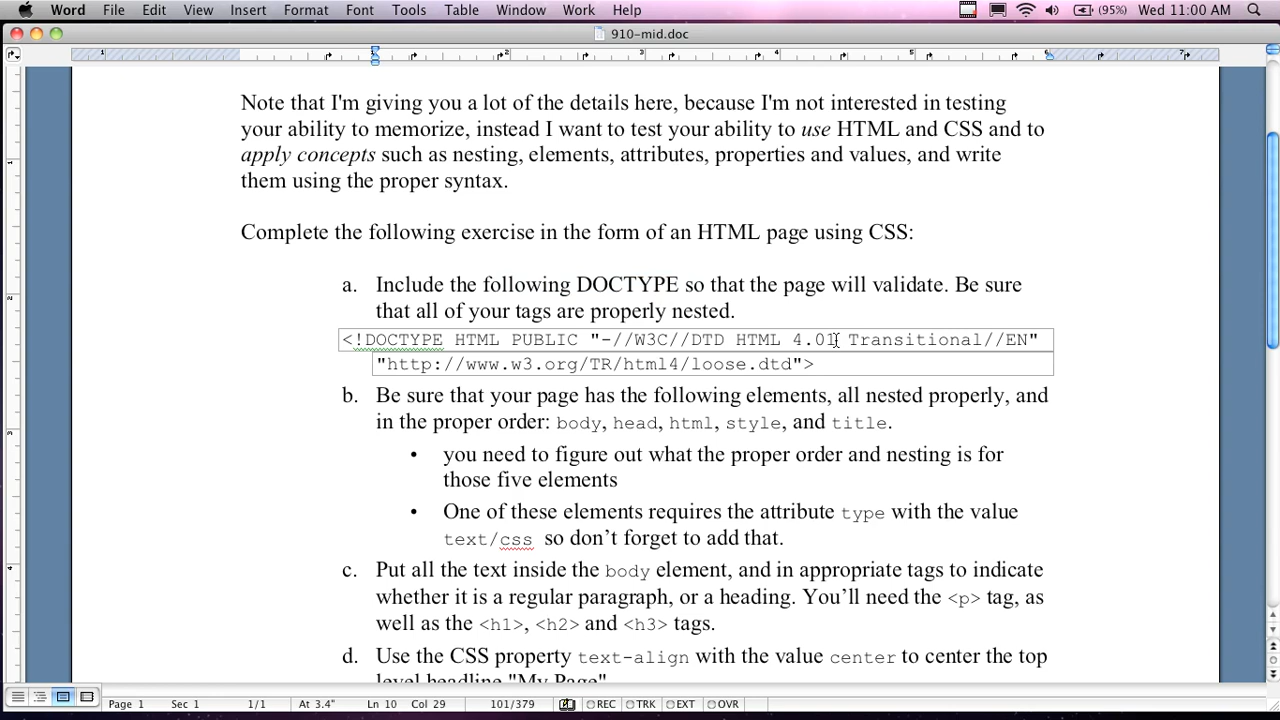 Word File Edit View Insert Format Font Tools Table Window Work Help (95%) Wed 11:00 AM
910-mid.doc
1 1 2 3 4 5 6 7
Note that I'm giving you a lot of the details here, because I'm not interested in testing
your ability to memorize, instead I want to test your ability to use HTML and CSS and to
apply concepts such as nesting, elements, attributes, properties and values, and write
them using the proper syntax.
Complete the following exercise in the form of an HTML page using CSS:
a. Include the following DOCTYPE so that the page will validate. Be sure
that all of your tags are properly nested.
<!DOCTYPE HTML PUBLIC "-//W3C//DTD HTML 4.01 Transitional//EN"
"http://www.w3.org/TR/html4/loose.dtd">
b. Be sure that your page has the following elements, all nested properly, and
in the proper order: body, head, html, style, and title.
• you need to figure out what the proper order and nesting is for
those five elements
• One of these elements requires the attribute type with the value
text/css so don’t forget to add that.
c. Put all the text inside the body element, and in appropriate tags to indicate
whether it is a regular paragraph, or a heading. You’ll need the <p> tag, as
well as the <h1>, <h2> and <h3> tags.
d. Use the CSS property text-align with the value center to center the top
level headline "My Page"
Page 1 Sec 1 1/1 At 3.4" Ln 10 Col 29 101/379 REC TRK EXT OVR